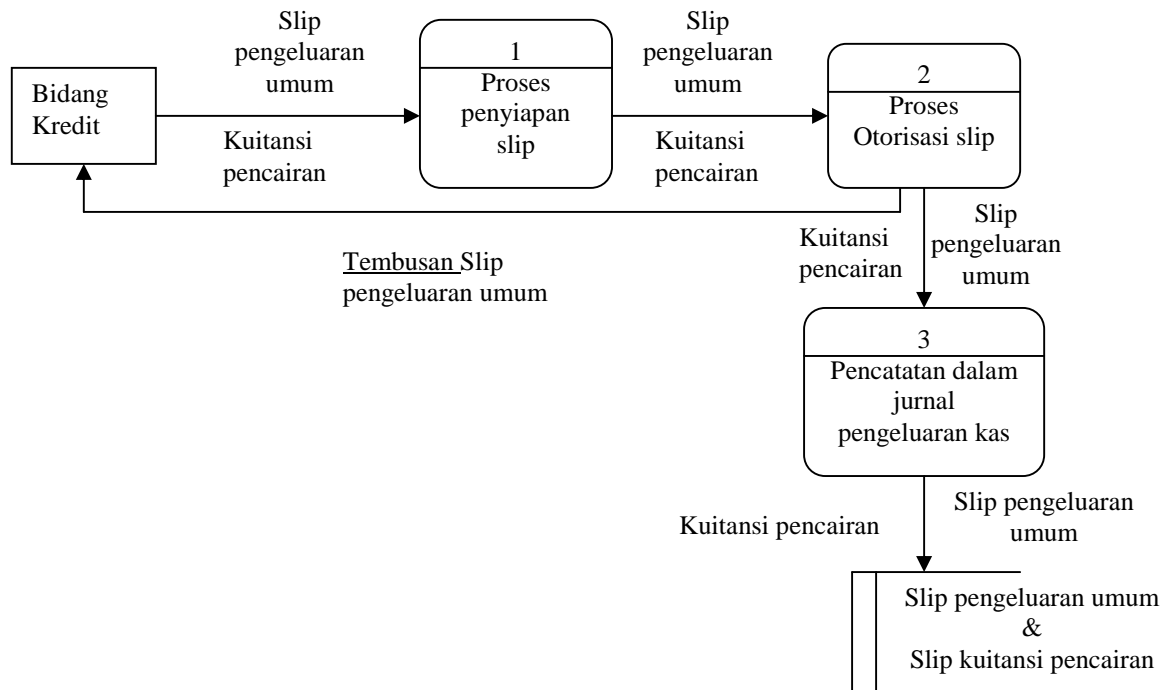 Slip
pengeluaran
umum
Slip
pengeluaran
umum
1
Proses
penyiapan
slip
2
Proses
Otorisasi slip
Bidang
Kredit
Kuitansi
pencairan
Kuitansi
pencairan
Tembusan Slip
pengeluaran umum
Kuitansi
pencairan
Slip
pengeluaran
umum
3
Pencatatan dalam
jurnal
pengeluaran kas
Kuitansi pencairan
Slip pengeluaran
umum
Slip pengeluaran umum
&
Slip kuitansi pencairan